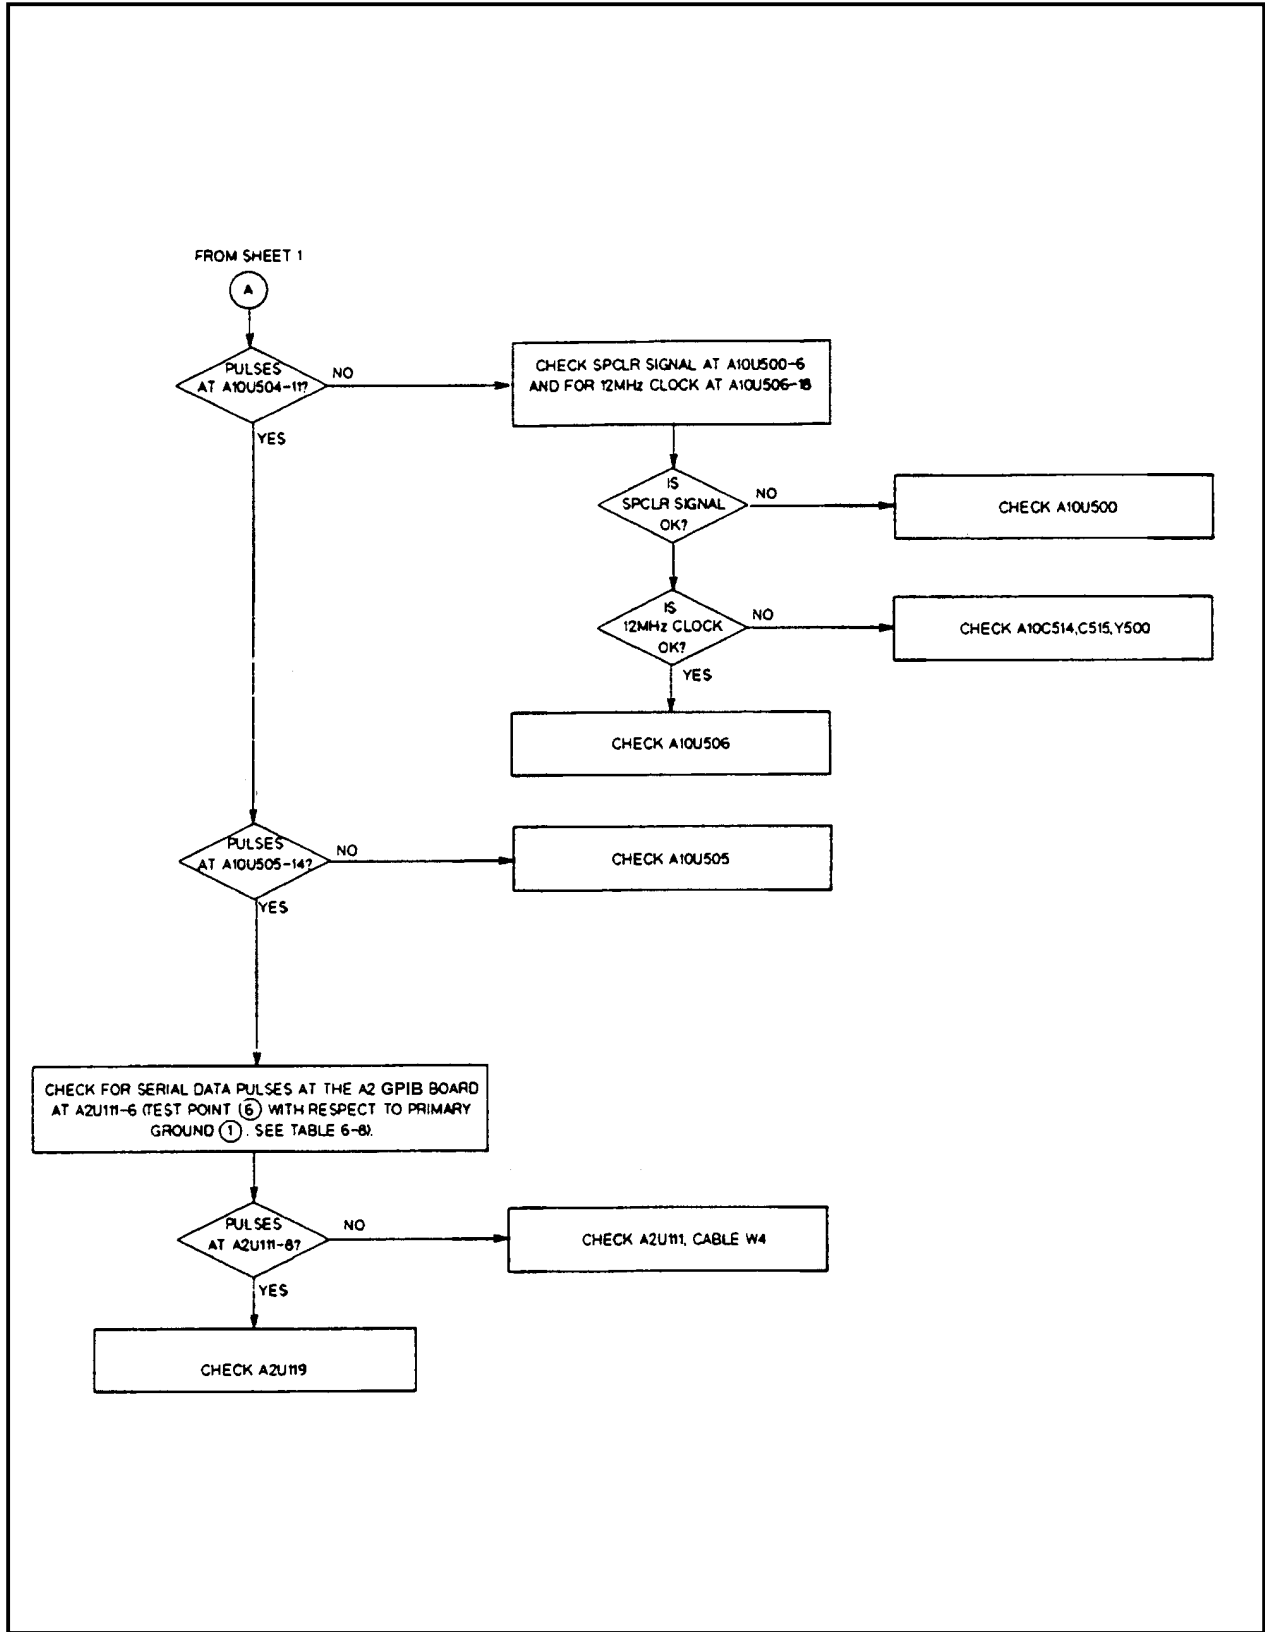 FROM SHEET 1
A
PULSES
AT A10U504-11?
NO
YES
CHECK SPCLR SIGNAL AT A10U500-6
AND FOR 12MHz CLOCK AT A10U506-18
IS
SPCLR SIGNAL
OK?
NO
CHECK A10U500
IS
12MHz CLOCK
OK?
NO
YES
CHECK A10C514,C515,Y500
CHECK A10U506
PULSES
AT A10U505-14?
NO
YES
CHECK A10U505
CHECK FOR SERIAL DATA PULSES AT THE A2 GPIB BOARD
AT A2U111-6 (TEST POINT 6 WITH RESPECT TO PRIMARY
GROUND 1 . SEE TABLE 6-8).
PULSES
AT A2U111-6?
NO
YES
CHECK A2U111, CABLE W4
CHECK A2U119